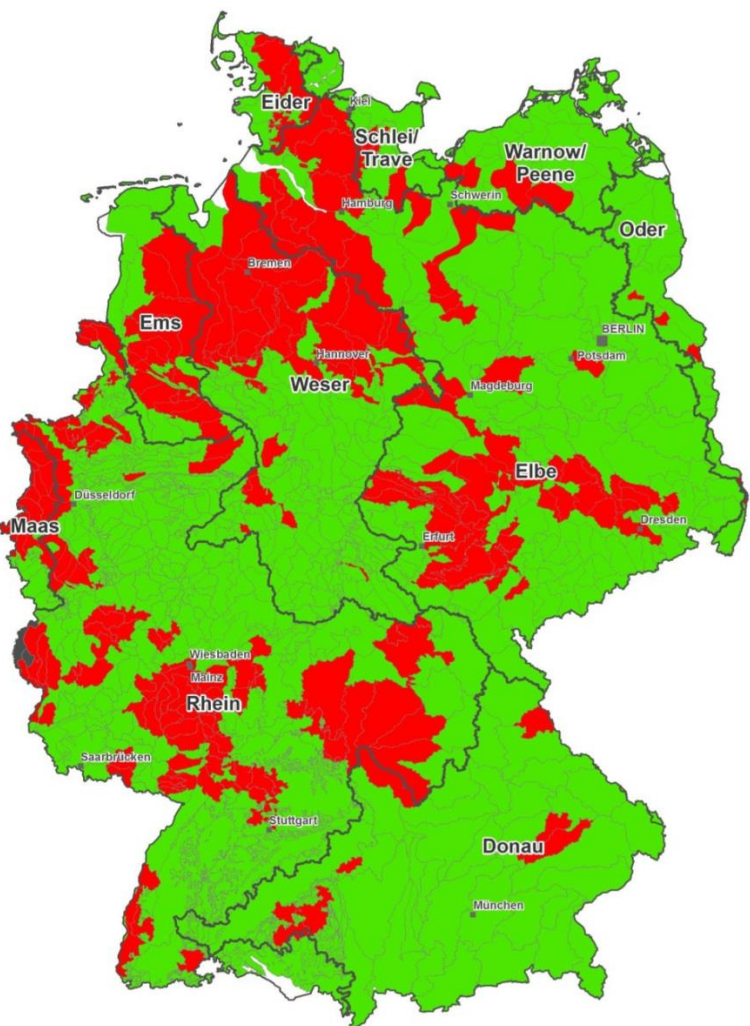 Eider
Kiel
Schlei/
Trave
Warnow/
Peene
Schwerin
Hamburg
Oder
Bremen
Ems
BERLIN
Hannover
Potsdam
Weser
Magdeburg
Elbe
Düsseldorf
Maas
Dresden
Erfurt
Wiesbaden
Mainz
Rhein
Saarbrücken
Stuttgart
Donau
München